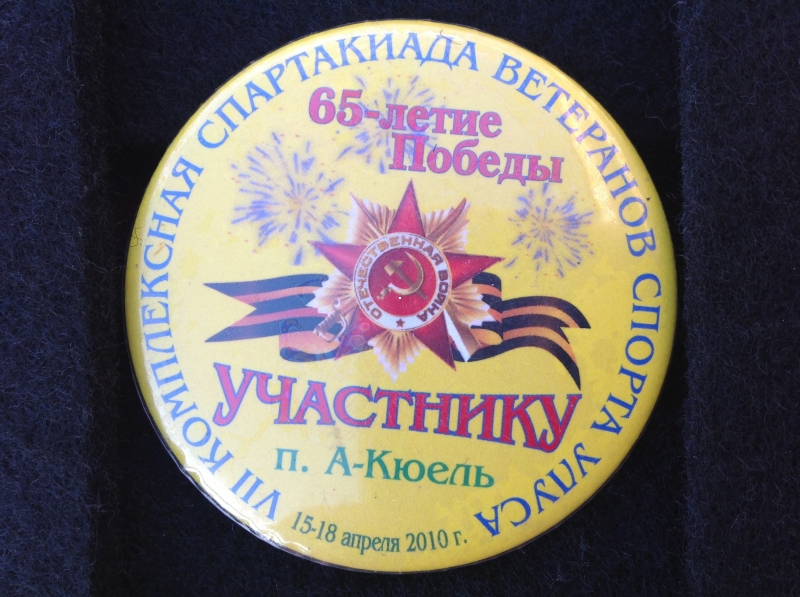 VII КОМПЛЕКСНАЯ СПАРТАКИАДА ВЕТЕРАНОВ СПОРТА УЛУСА
65-летие
Победы
ОТЕЧЕСТВЕННАЯ ВОЙНА
УЧАСТНИКУ
п. А-Кюель
15-18 апреля 2010 г.